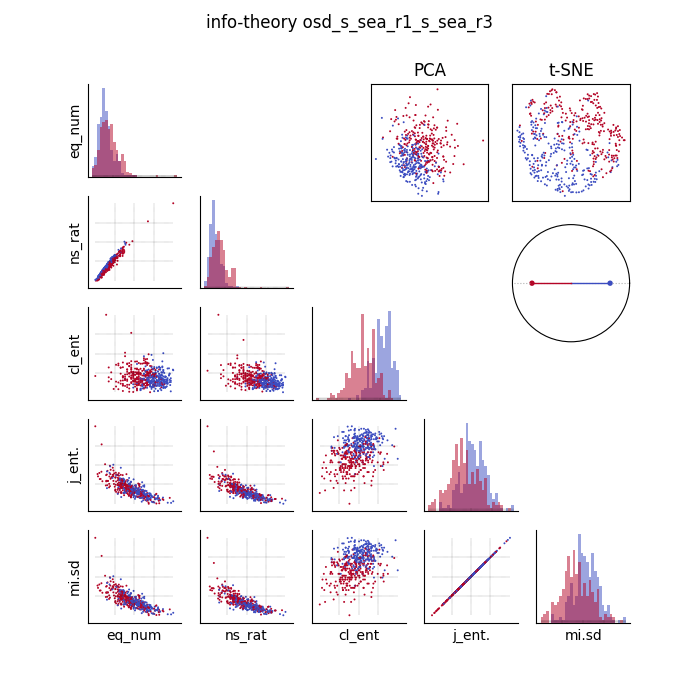 info-theory osd_s_sea_r1_s_sea_r3
PCA
t-SNE
eq_num
ns_rat
cl_ent
j_ent.
mi.sd
eq_num
ns_rat
cl_ent
j_ent.
mi.sd